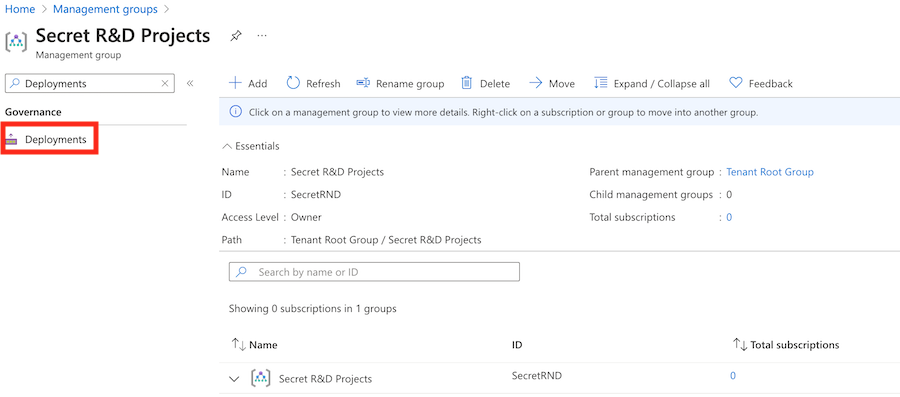 Home > Management groups >
Secret R&D Projects ...
Management group
Deployments × «
Governance
Deployments
Add Refresh Rename group Delete Move Expand / Collapse all Feedback
Click on a management group to view more details. Right-click on a subscription or group to move into another group.
Essentials
Name : Secret R&D Projects Parent management group : Tenant Root Group
ID : SecretRND Child management groups : 0
Access Level : Owner Total subscriptions : 0
Path : Tenant Root Group / Secret R&D Projects
Search by name or ID
Showing 0 subscriptions in 1 groups
Name ID Total subscriptions
Secret R&D Projects SecretRND 0